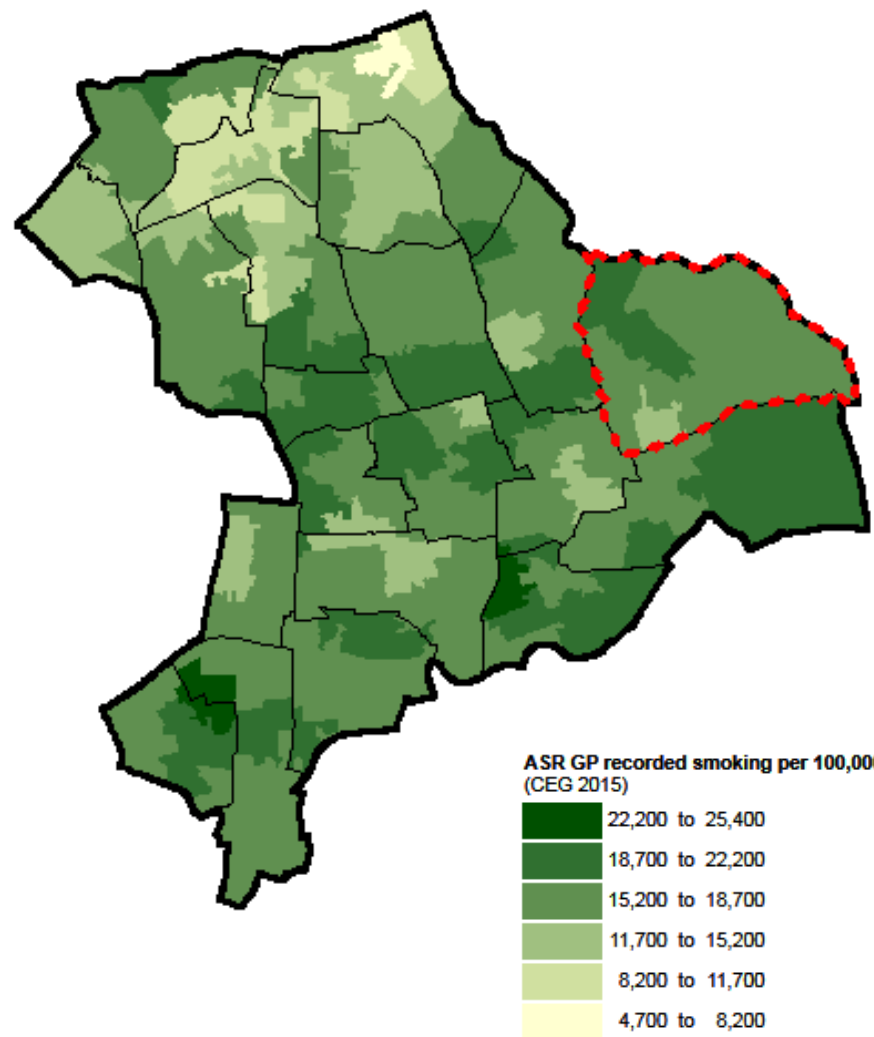 ASR GP recorded smoking per 100,000
(CEG 2015)
22,200 to 25,400
18,700 to 22,200
15,200 to 18,700
11,700 to 15,200
8,200 to 11,700
4,700 to 8,200